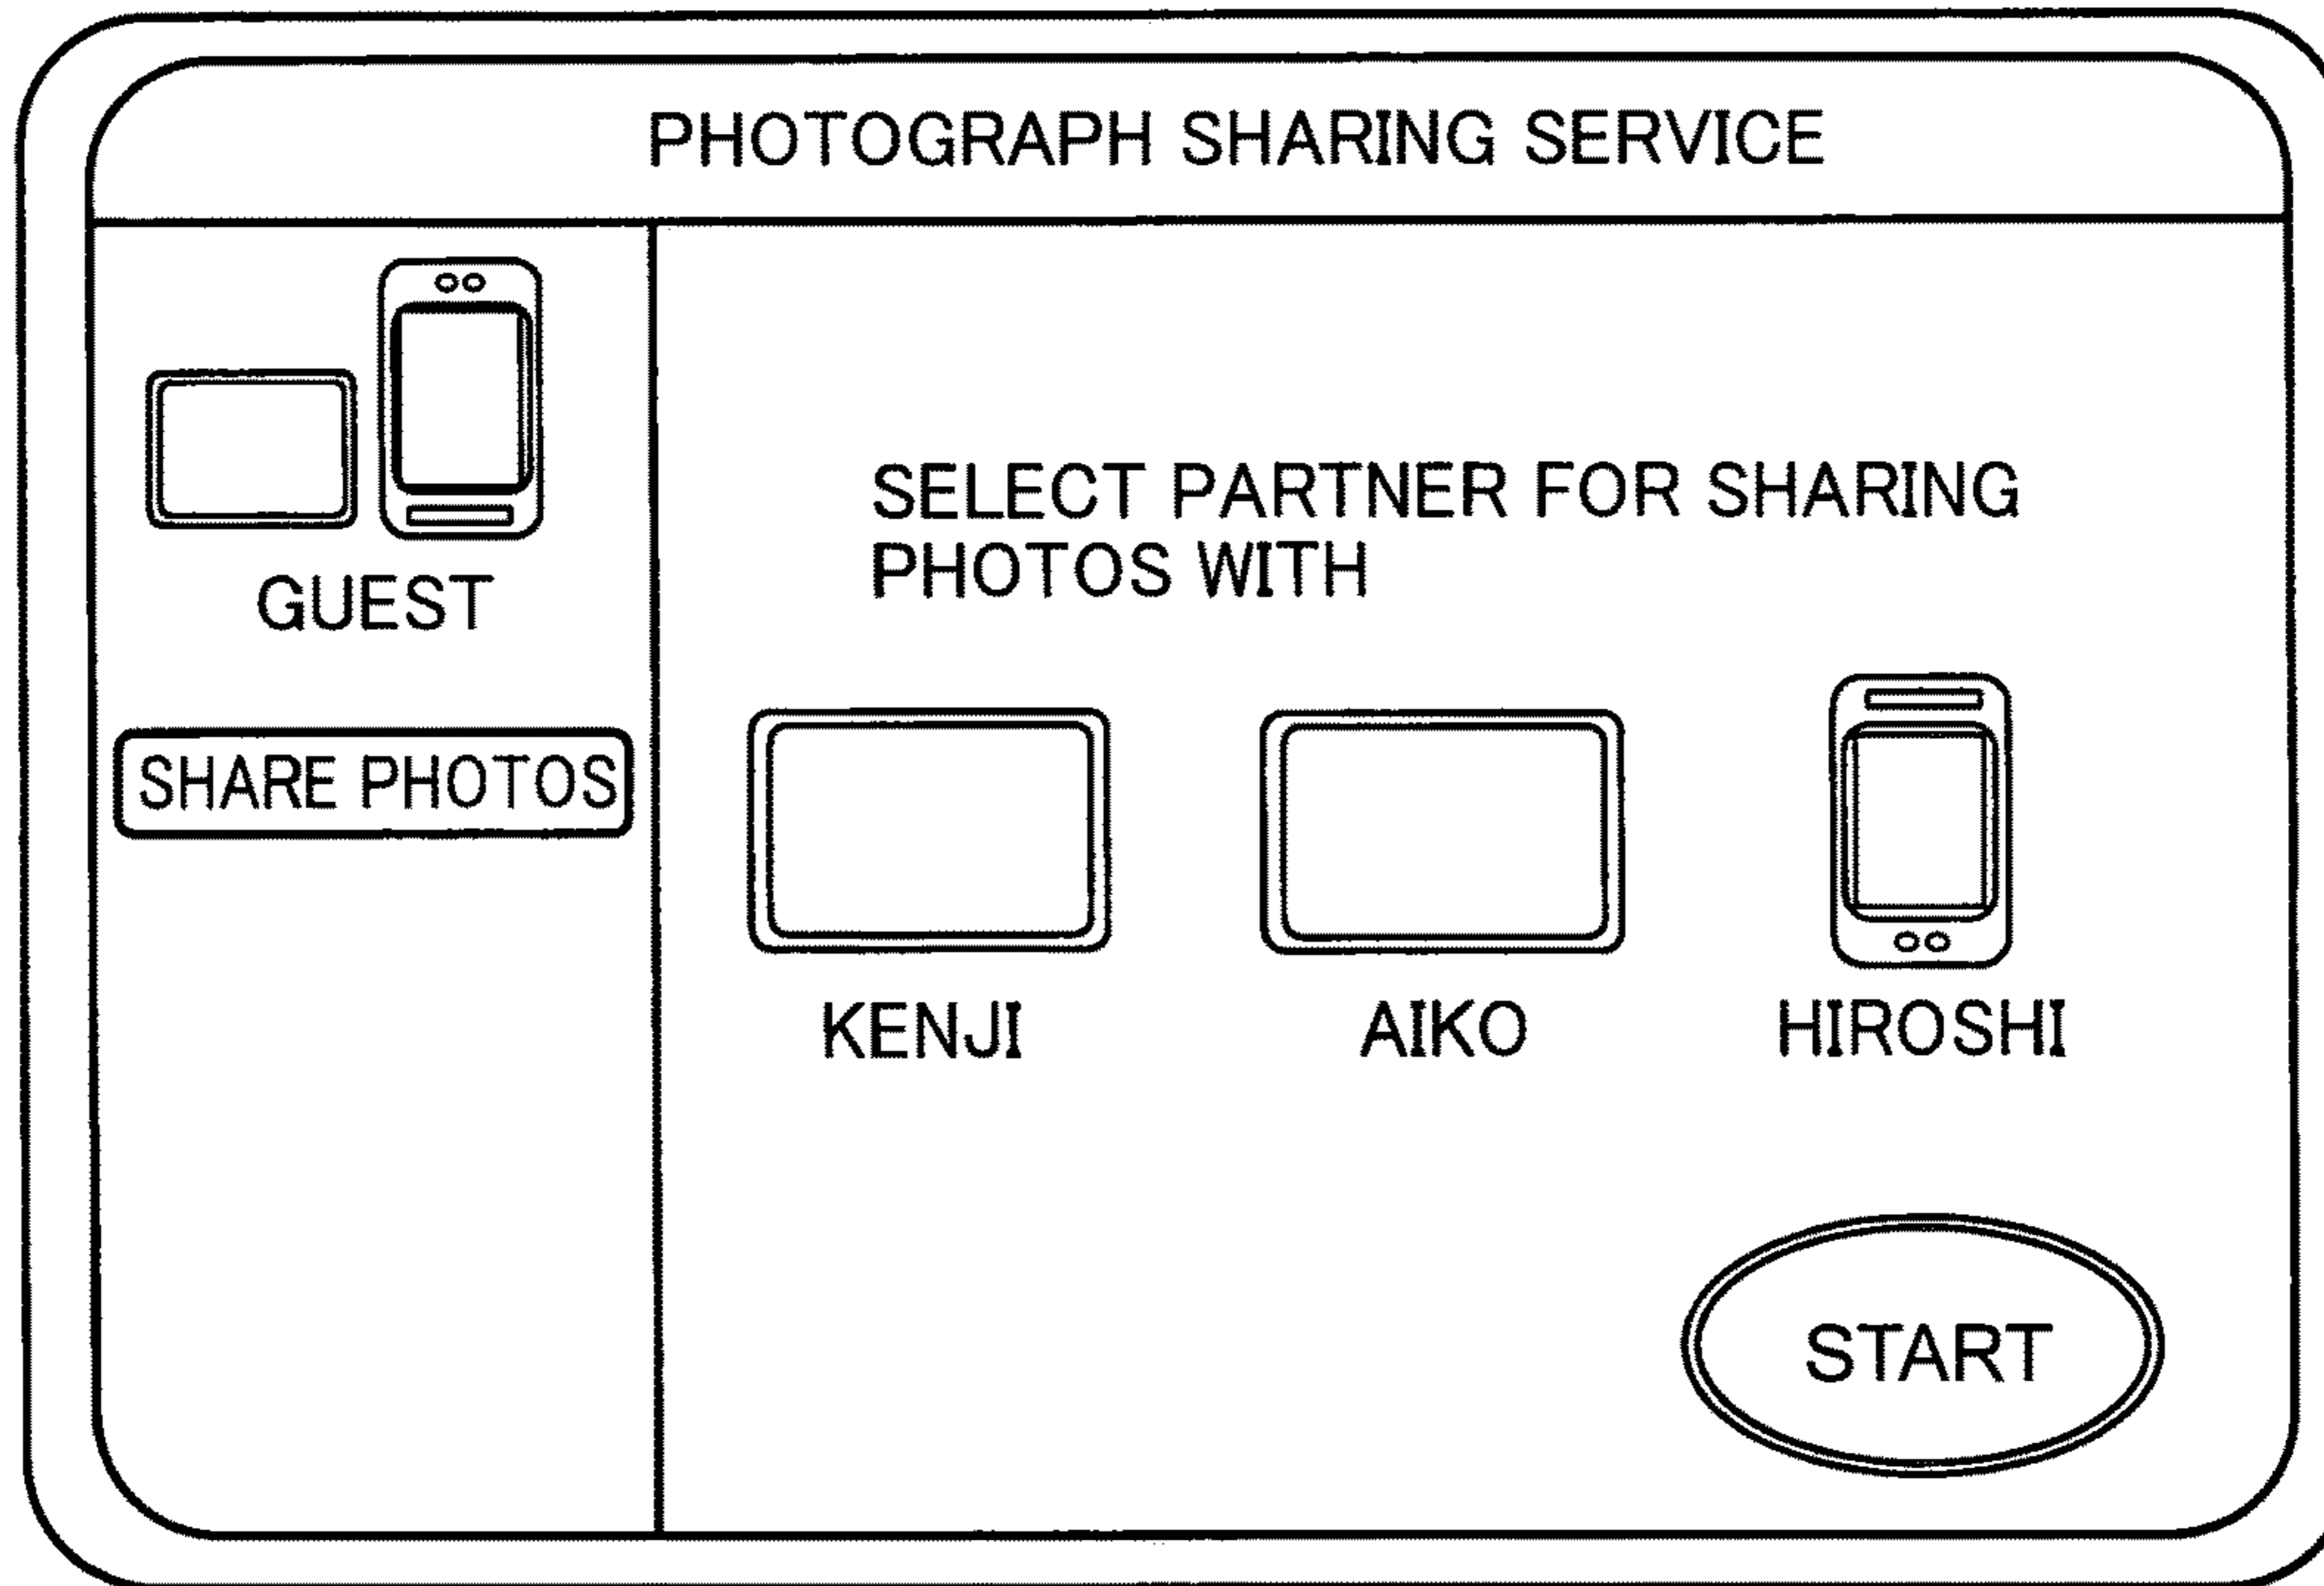 PHOTOGRAPH SHARING SERVICE
GUEST
SHARE PHOTOS
SELECT PARTNER FOR SHARING
PHOTOS WITH
KENJI
AIKO
HIROSHI
START